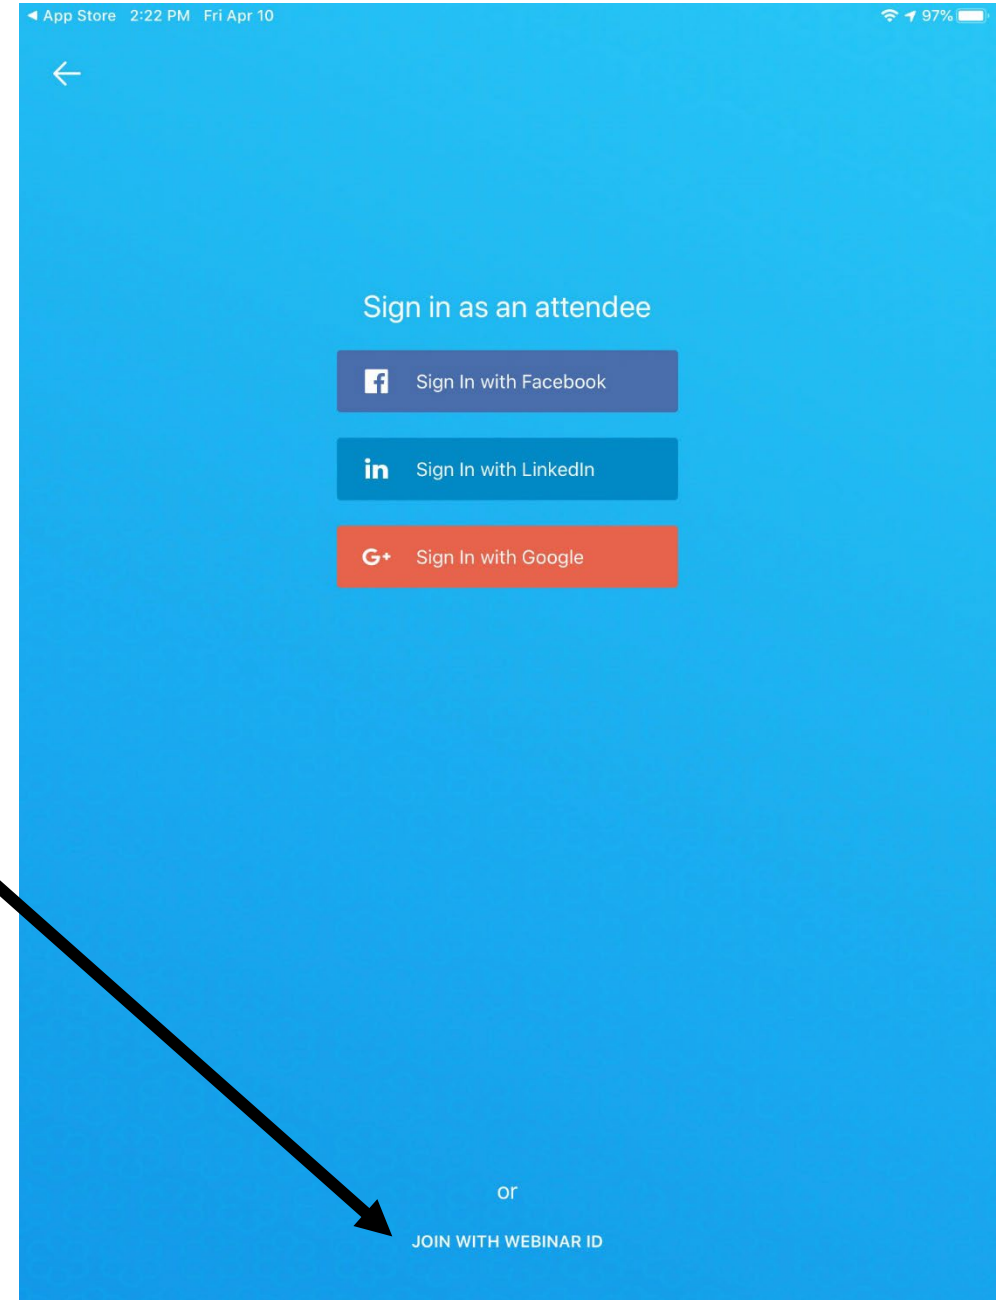 App Store 2:22 PM Fri Apr 10 97%
Sign in as an attendee
f Sign In with Facebook
in Sign In with LinkedIn
G+ Sign In with Google
or
JOIN WITH WEBINAR ID